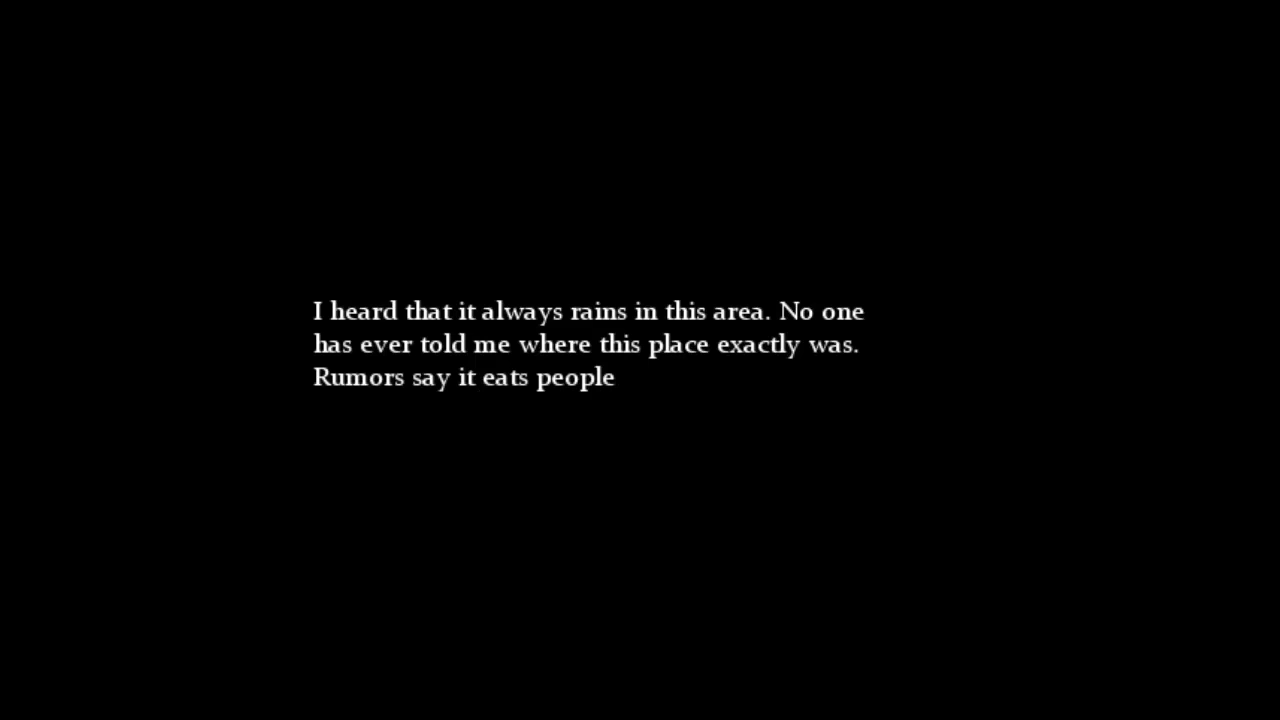 I heard that it always rains in this area. No one
has ever told me where this place exactly was.
Rumors say it eats people